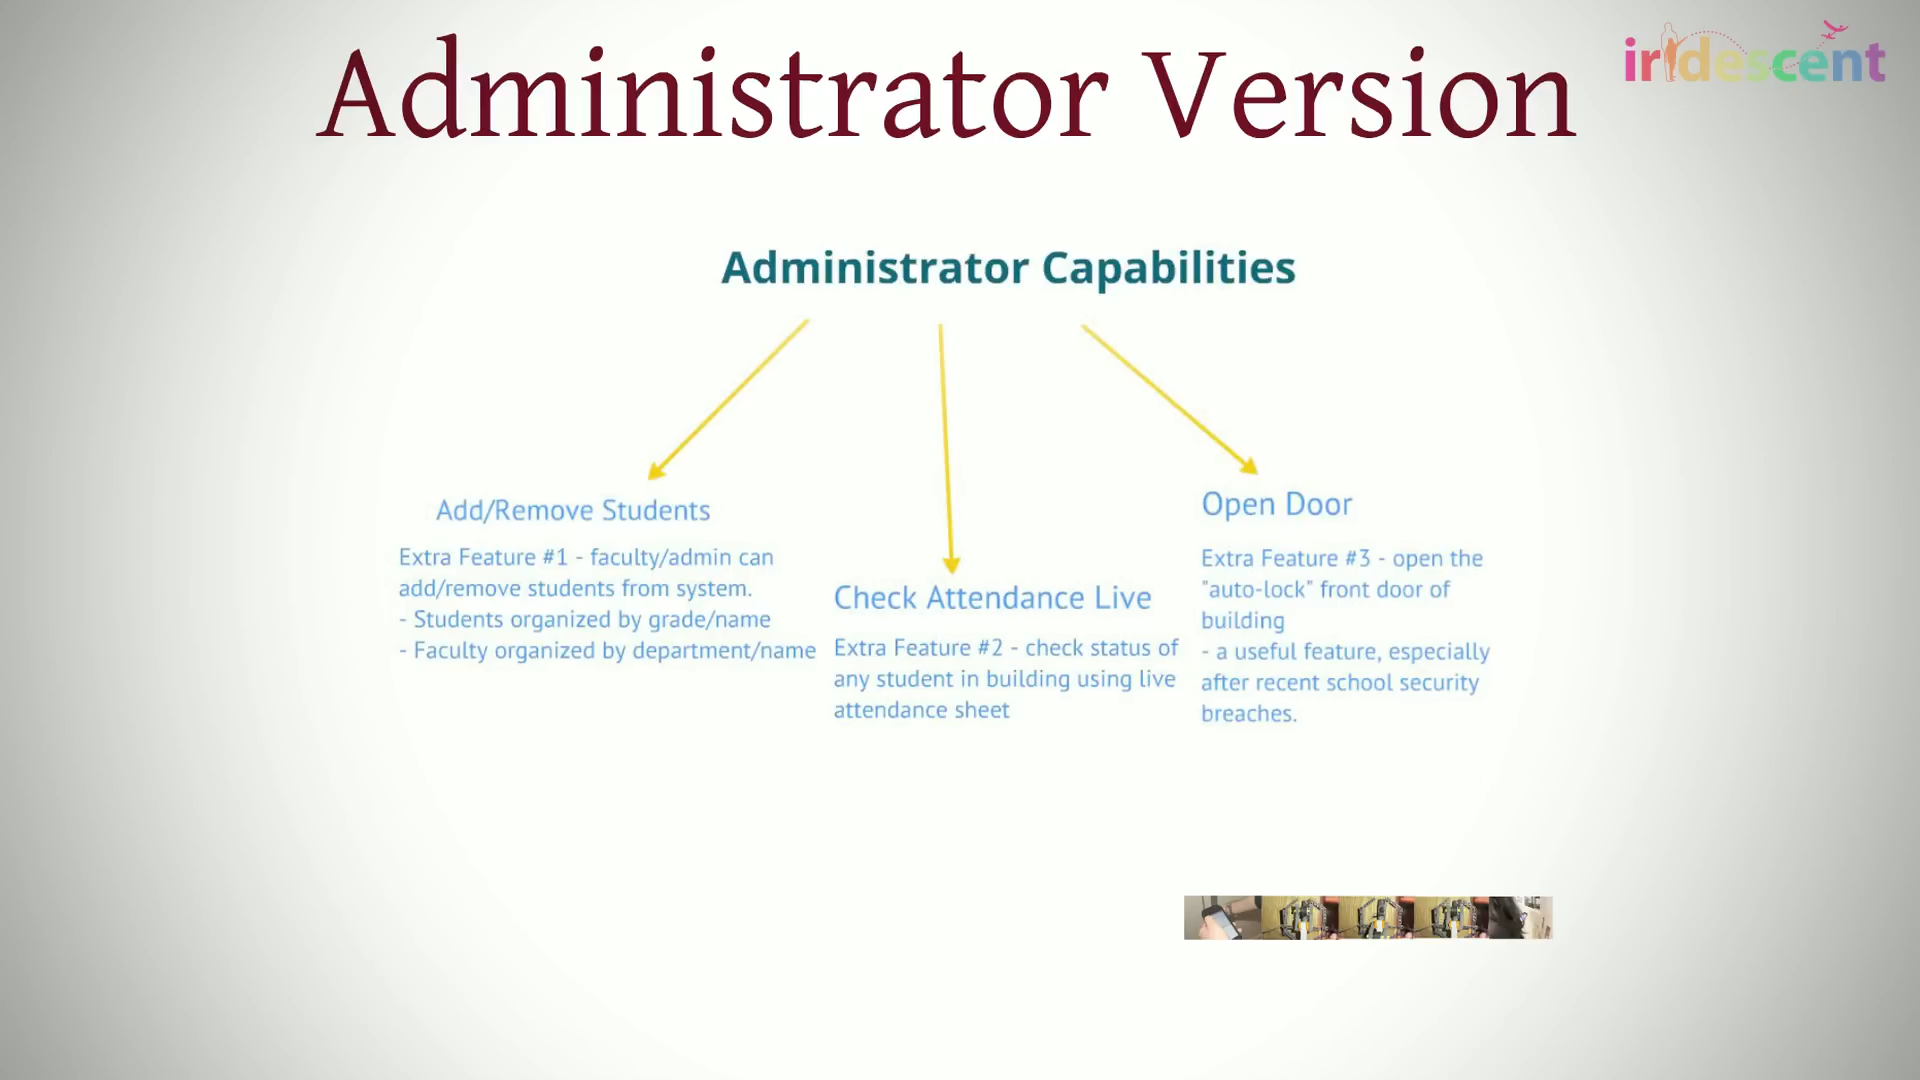 Administrator Version
iridescent
Administrator Capabilities
Add/Remove Students
Extra Feature #1 - faculty/admin can
add/remove students from system.
- Students organized by grade/name
- Faculty organized by department/name
Check Attendance Live
Extra Feature #2 - check status of
any student in building using live
attendance sheet
Open Door
Extra Feature #3 - open the
"auto-lock" front door of
building
- a useful feature, especially
after recent school security
breaches.